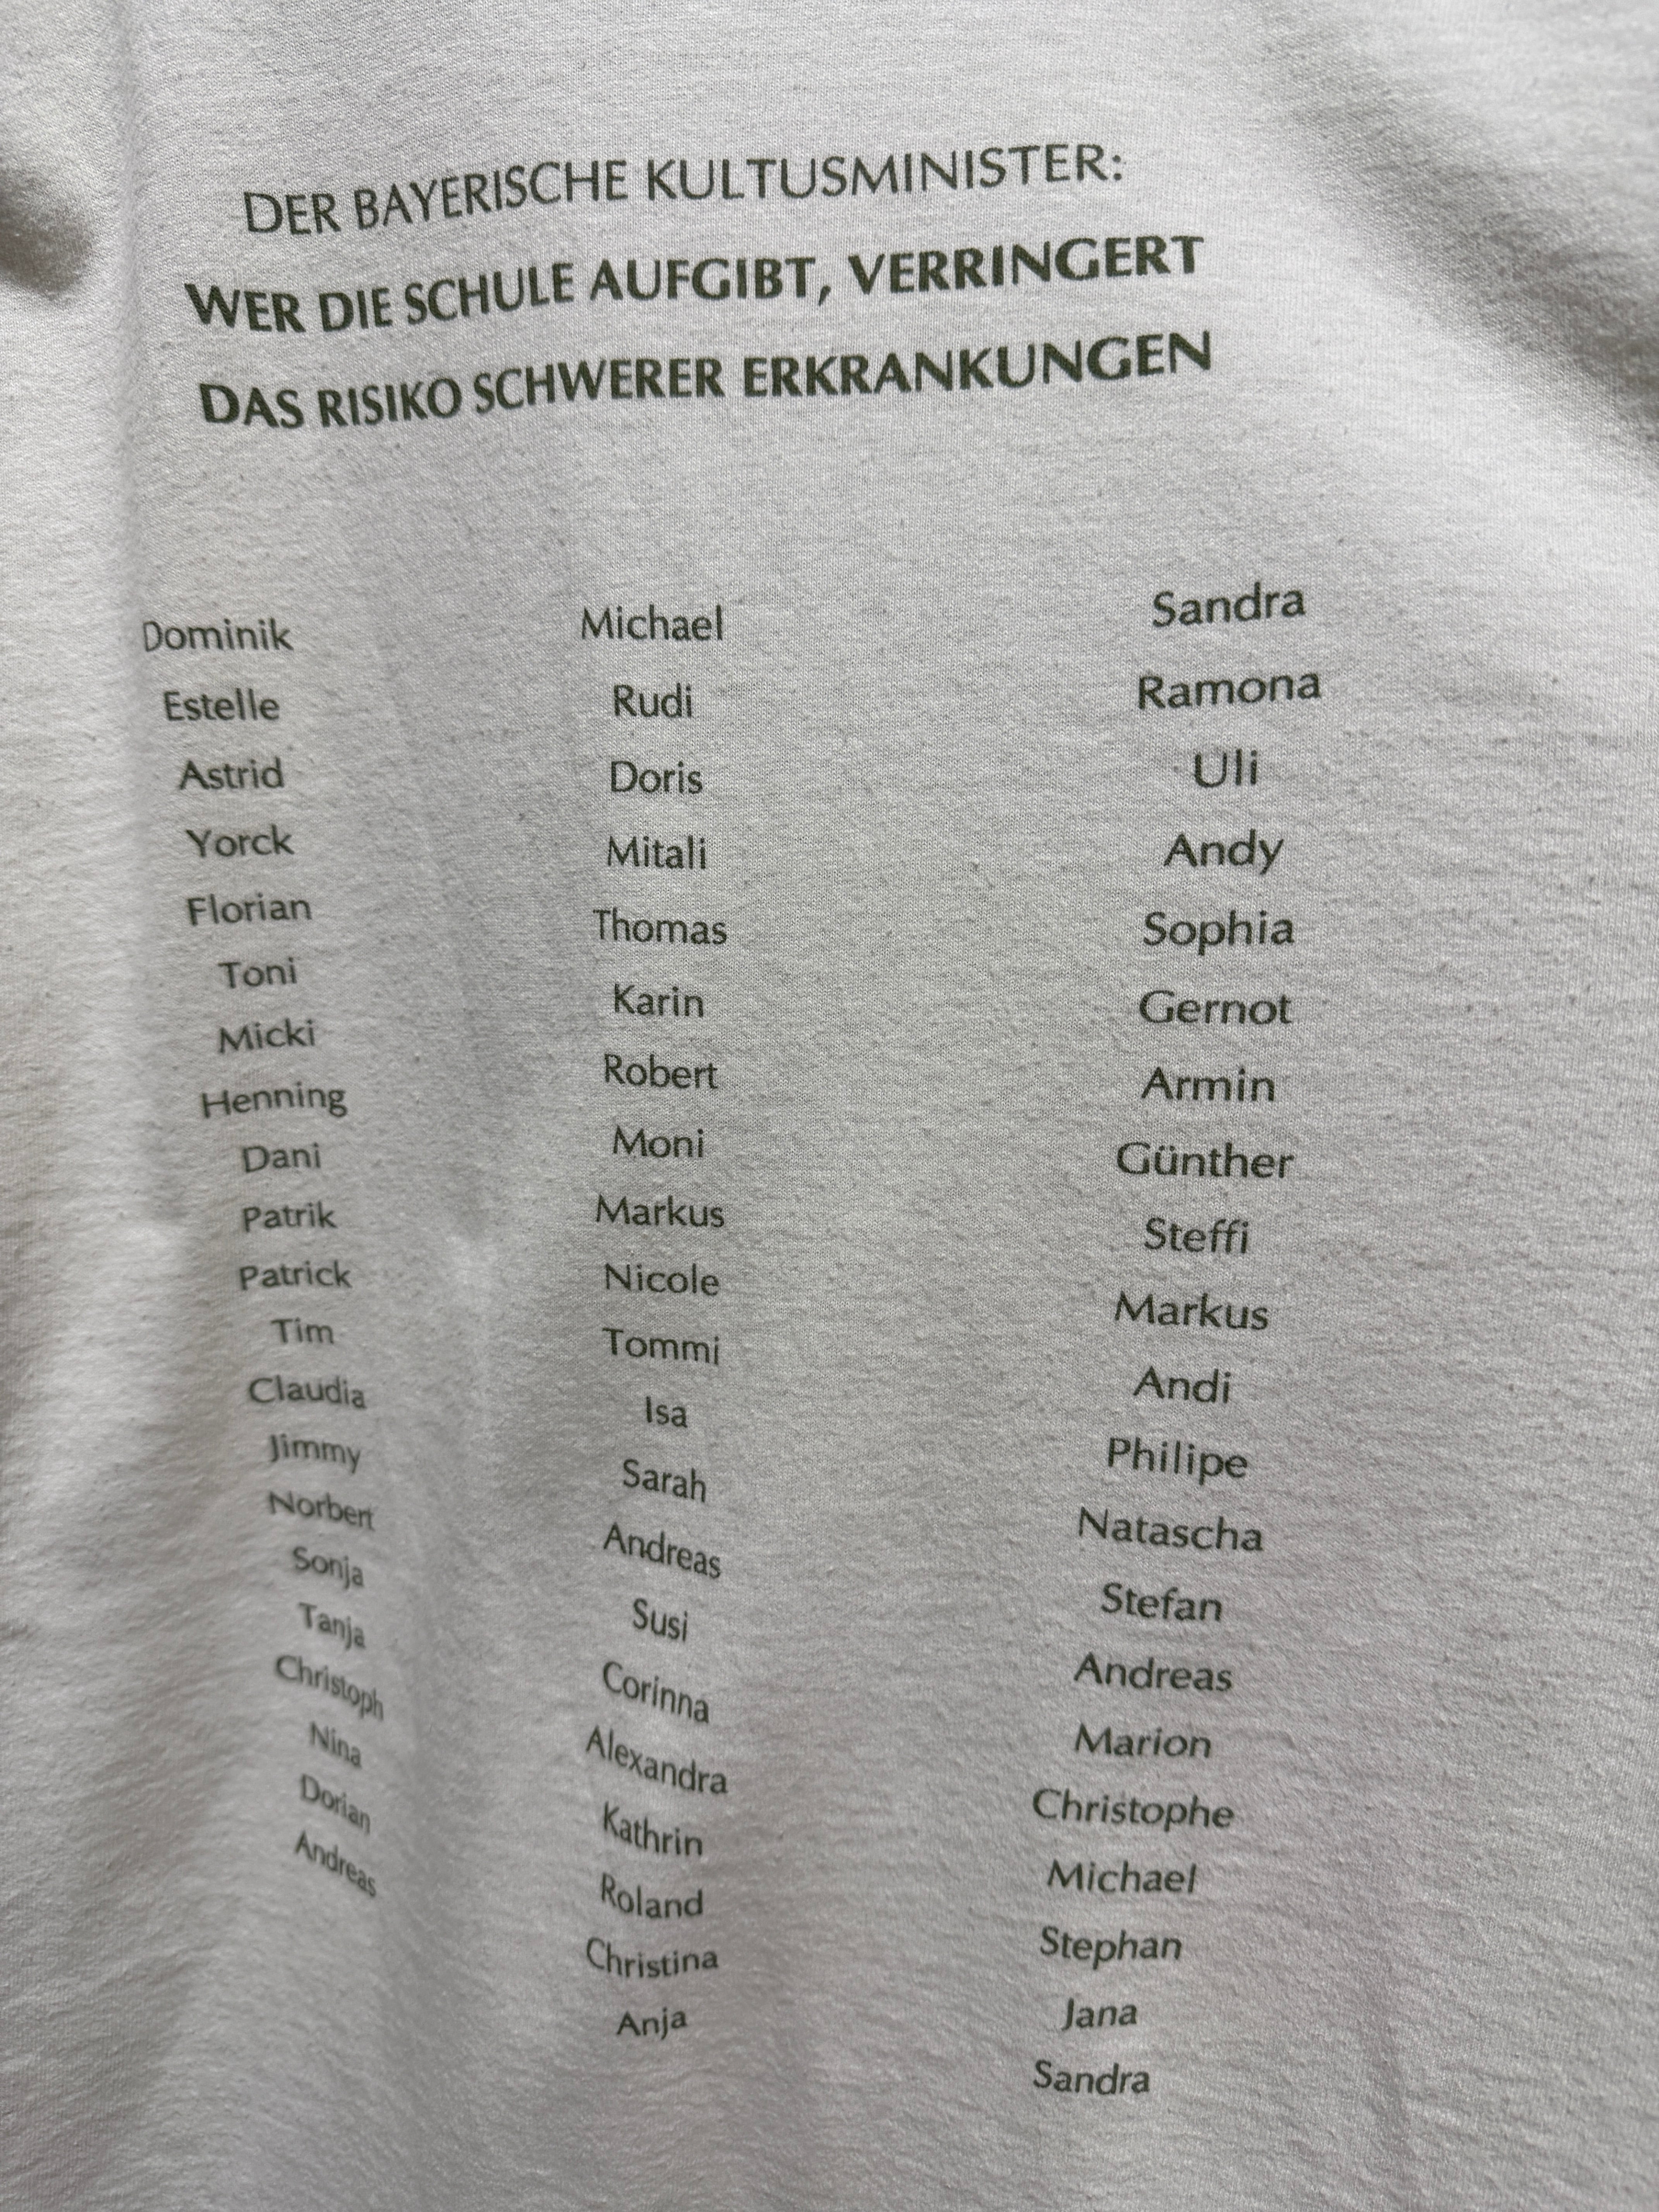 DER BAYERISCHE KULTUSMINISTER:
WER DIE SCHULE AUFGIBT, VERRINGERT
DAS RISIKO SCHWERER ERKRANKUNGEN
Dominik
Estelle
Astrid
Yorck
Florian
Toni
Micki
Henning
Dani
Patrik
Patrick
Tim
Claudia
Jimmy
Norbert
Sonja
Tanja
Christoph
Nina
Dorian
Andreas
Michael
Rudi
Doris
Mitali
Thomas
Karin
Robert
Moni
Markus
Nicole
Tommi
Isa
Sarah
Andreas
Susi
Corinna
Alexandra
Kathrin
Roland
Christina
Anja
Sandra
Ramona
Uli
Andy
Sophia
Gernot
Armin
Günther
Steffi
Markus
Andi
Philipe
Natascha
Stefan
Andreas
Marion
Christophe
Michael
Stephan
Jana
Sandra